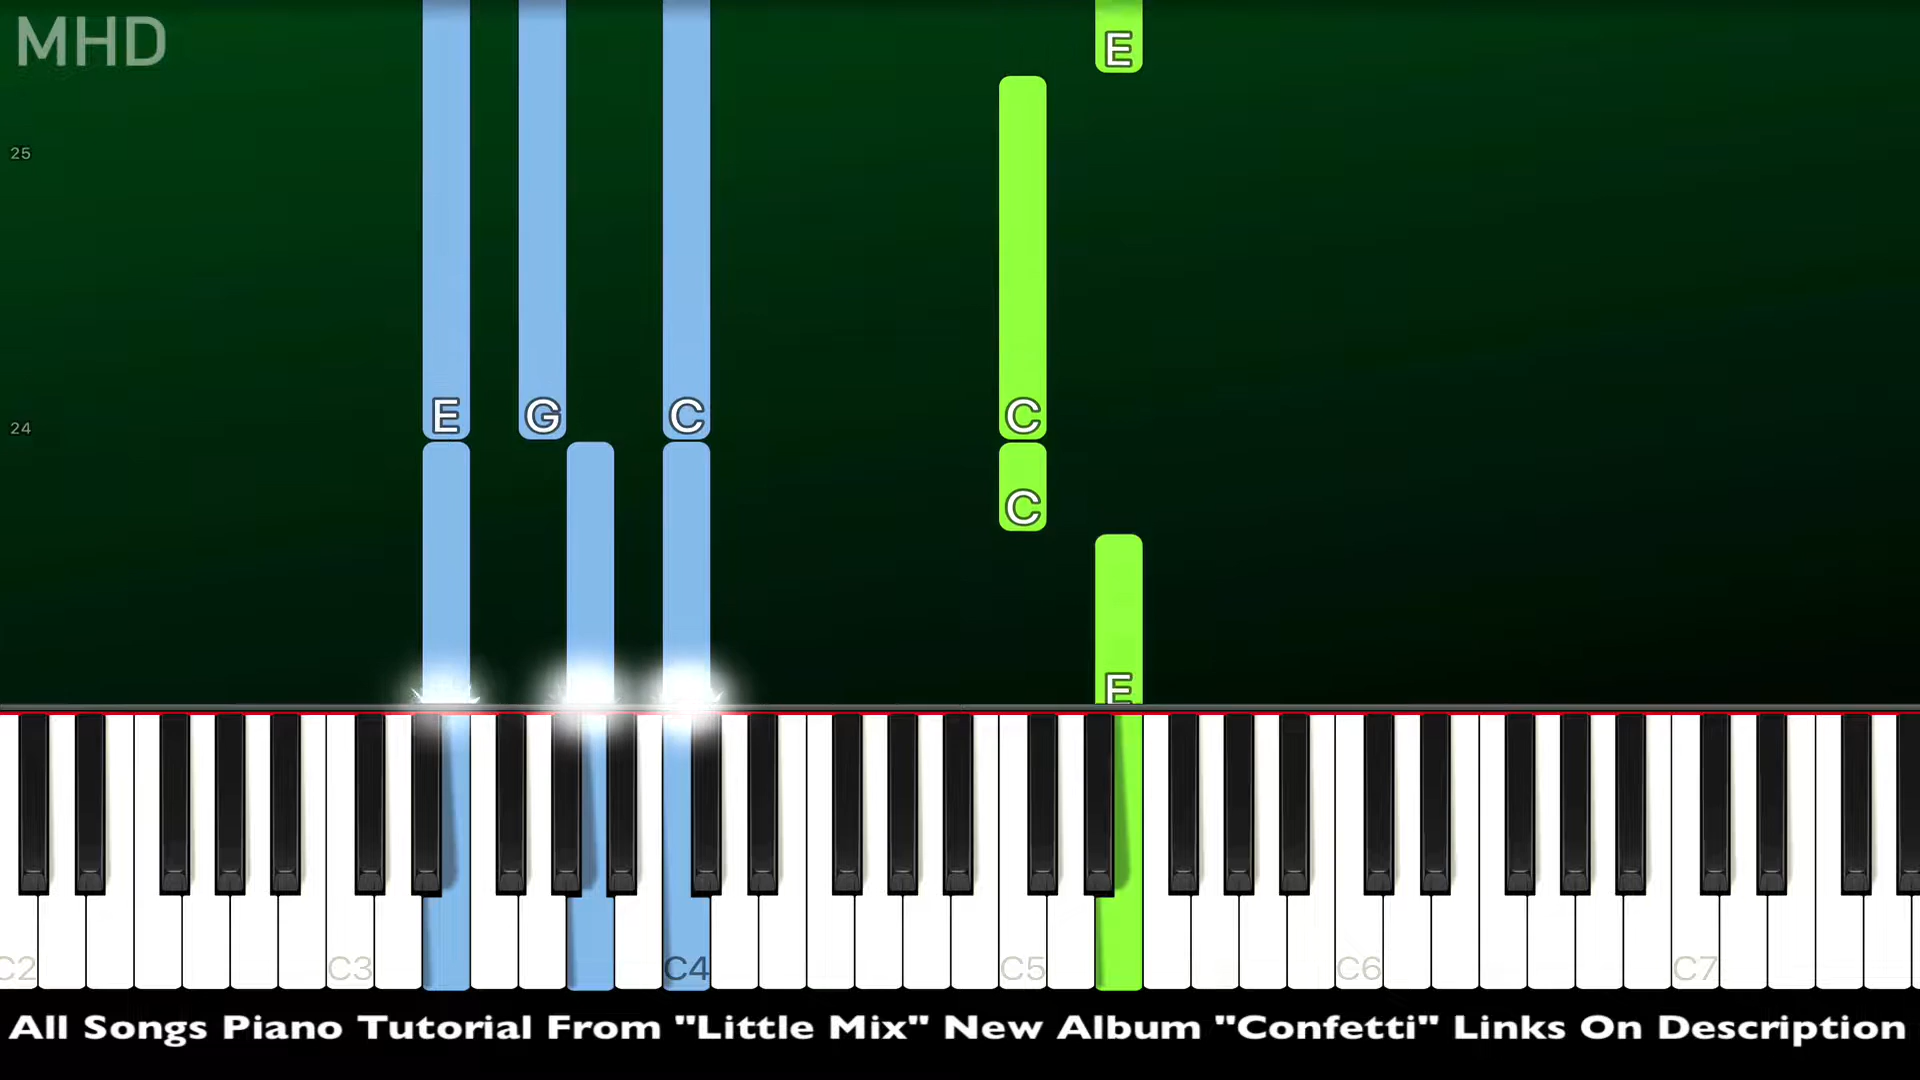 MHD
E
25
E G C C
24
C
E
C2 C3 C4 C5 C6 C7
All Songs Piano Tutorial From "Little Mix" New Album "Confetti" Links On Description